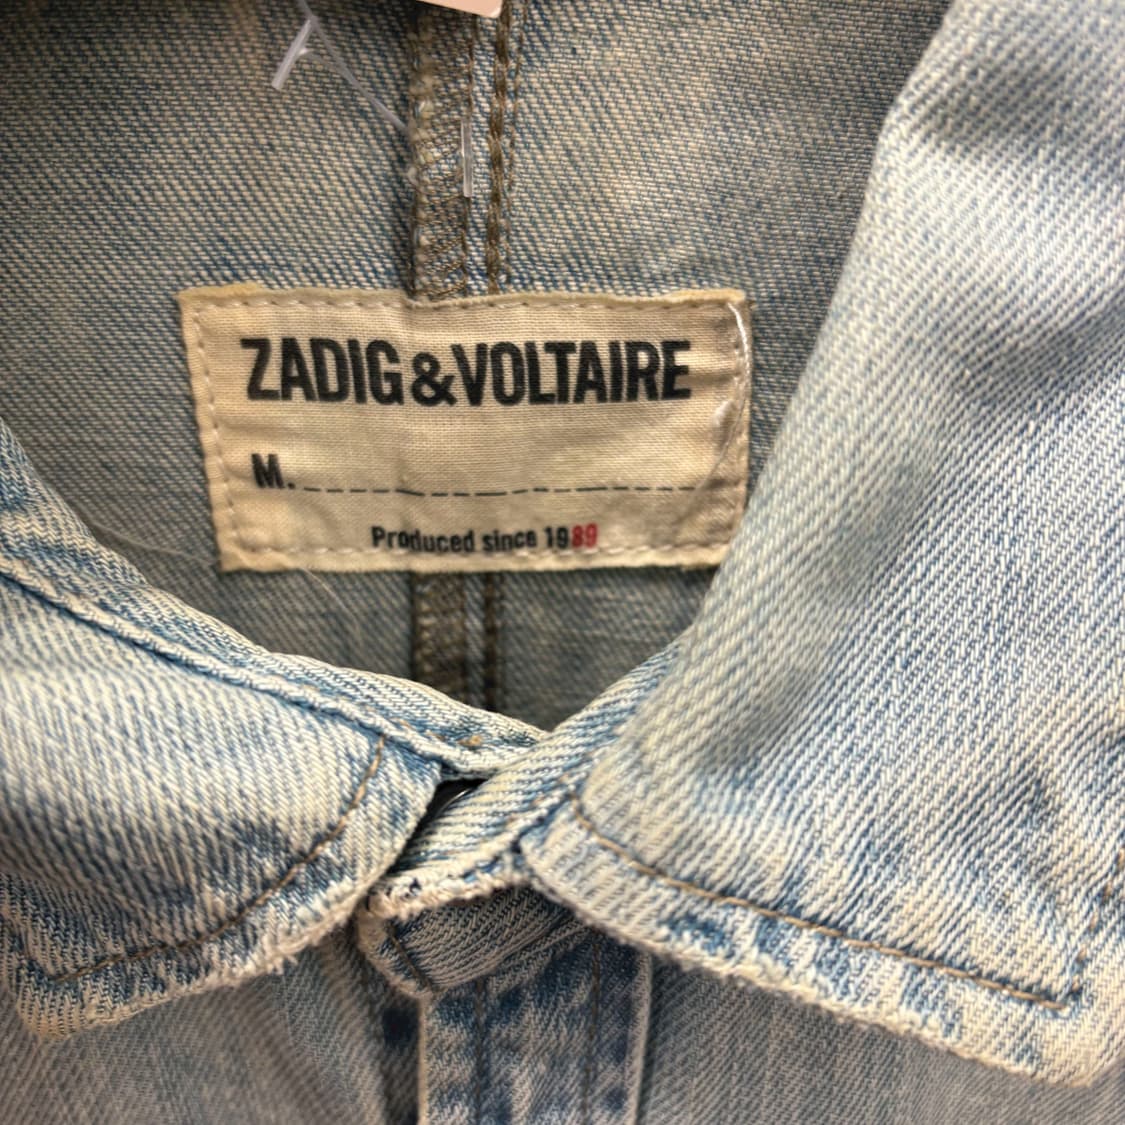 ZADIG&VOLTAIRE
M.
Produced since 1989